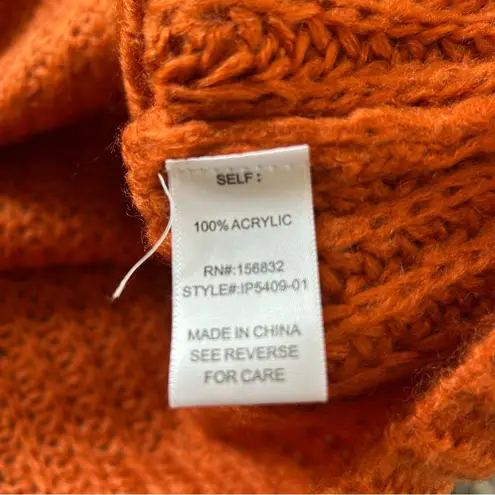 SELF:
100% ACRYLIC
RN#:156832
STYLE#:IP5409-01
MADE IN CHINA
SEE REVERSE
FOR CARE